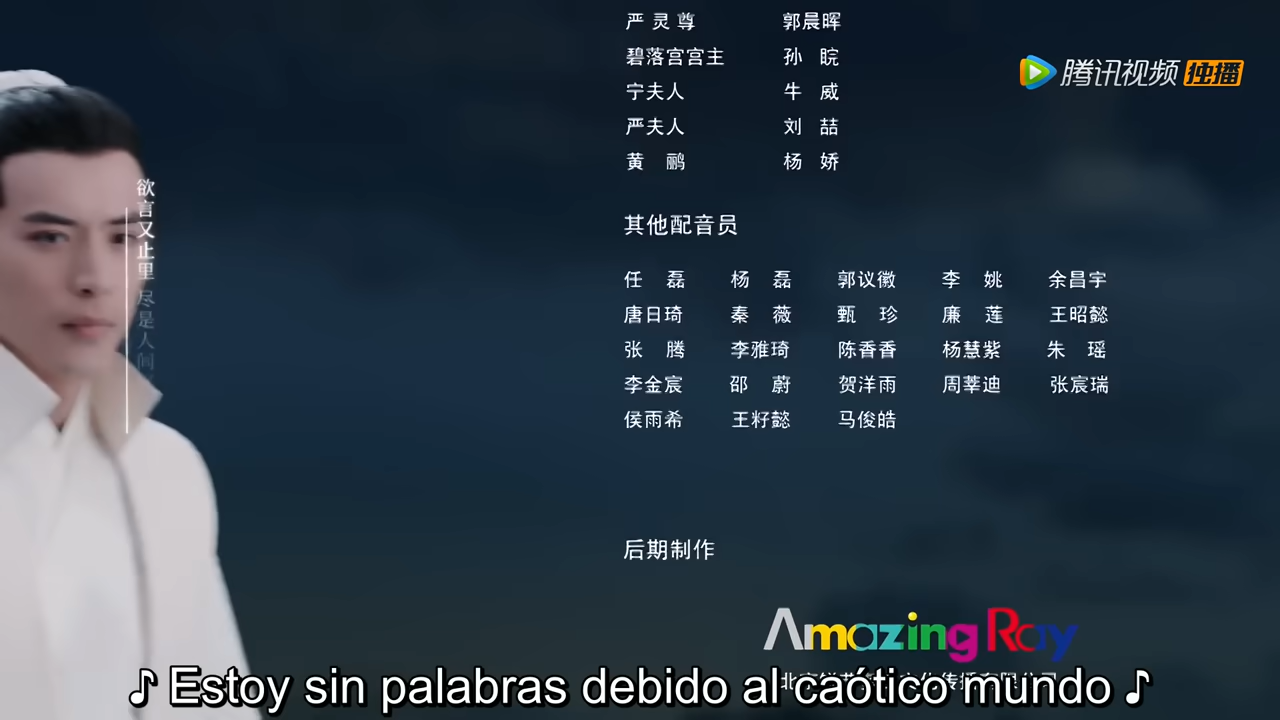 严灵尊 郭晨晖
碧落宫宫主 孙睆
宁夫人 牛威
严夫人 刘喆
黄鹂 杨娇
腾讯视频 独播
欲言又止里 尽是人间
其他配音员
任磊 杨磊 郭议徽 李姚 余昌宇
唐日琦 秦薇 甄珍 廉莲 王昭懿
张腾 李雅琦 陈香香 杨慧紫 朱瑶
李金宸 邵蔚 贺洋雨 周莘迪 张宸瑞
侯雨希 王籽懿 马俊皓
后期制作
Amazing Ray
♪ Estoy sin palabras debido al caótico mundo ♪